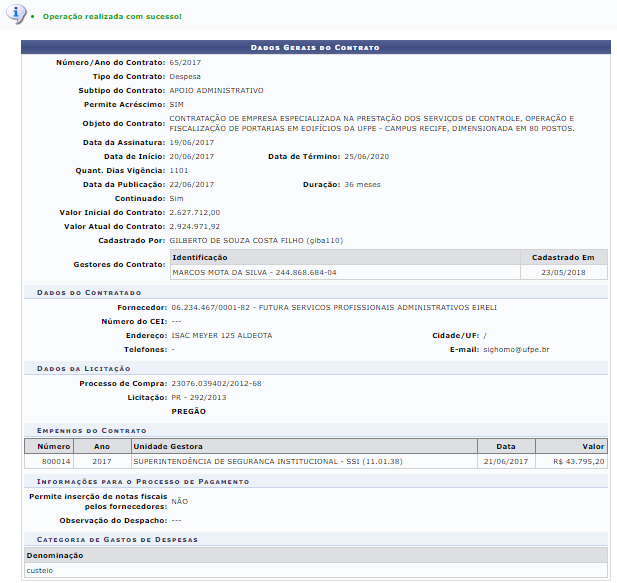 Operação realizada com sucesso!
Dados Gerais do Contrato
Número/Ano do Contrato: 65/2017
Tipo do Contrato: Despesa
Subtipo do Contrato: APOIO ADMINISTRATIVO
Permite Acréscimo: SIM
Objeto do Contrato: CONTRATAÇÃO DE EMPRESA ESPECIALIZADA NA PRESTAÇÃO DOS SERVIÇOS DE CONTROLE, OPERAÇÃO E
FISCALIZAÇÃO DE PORTARIAS EM EDIFÍCIOS DA UFPE - CAMPUS RECIFE, DIMENSIONADA EM 80 POSTOS.
Data da Assinatura: 19/06/2017
Data de Início: 20/06/2017 Data de Término: 25/06/2020
Quant. Dias Vigência: 1101
Data da Publicação: 22/06/2017 Duração: 36 meses
Continuado: Sim
Valor Inicial do Contrato: 2.627.712,00
Valor Atual do Contrato: 2.924.971,92
Cadastrado Por: GILBERTO DE SOUZA COSTA FILHO (giba110)
Gestores do Contrato: Identificação Cadastrado Em
MARCOS MOTA DA SILVA - 244.868.684-04 23/05/2018
Dados do Contratado
Fornecedor: 06.234.467/0001-82 - FUTURA SERVICOS PROFISSIONAIS ADMINISTRATIVOS EIRELI
Número do CEI: ---
Endereço: ISAC MEYER 125 ALDEOTA Cidade/UF: /
Telefones: - E-mail: sighomo@ufpe.br
Dados da Licitação
Processo de Compra: 23076.039402/2012-68
Licitação: PR - 292/2013
PREGÃO
Empenhos do Contrato
Número Ano Unidade Gestora Data Valor
800014 2017 SUPERINTENDÊNCIA DE SEGURANCA INSTITUCIONAL - SSI (11.01.38) 21/06/2017 R$ 43.795,20
Informações para o Processo de Pagamento
Permite inserção de notas fiscais
pelos fornecedores: NÃO
Observação do Despacho: ---
Categoria de Gastos de Despesas
Denominação
custeio